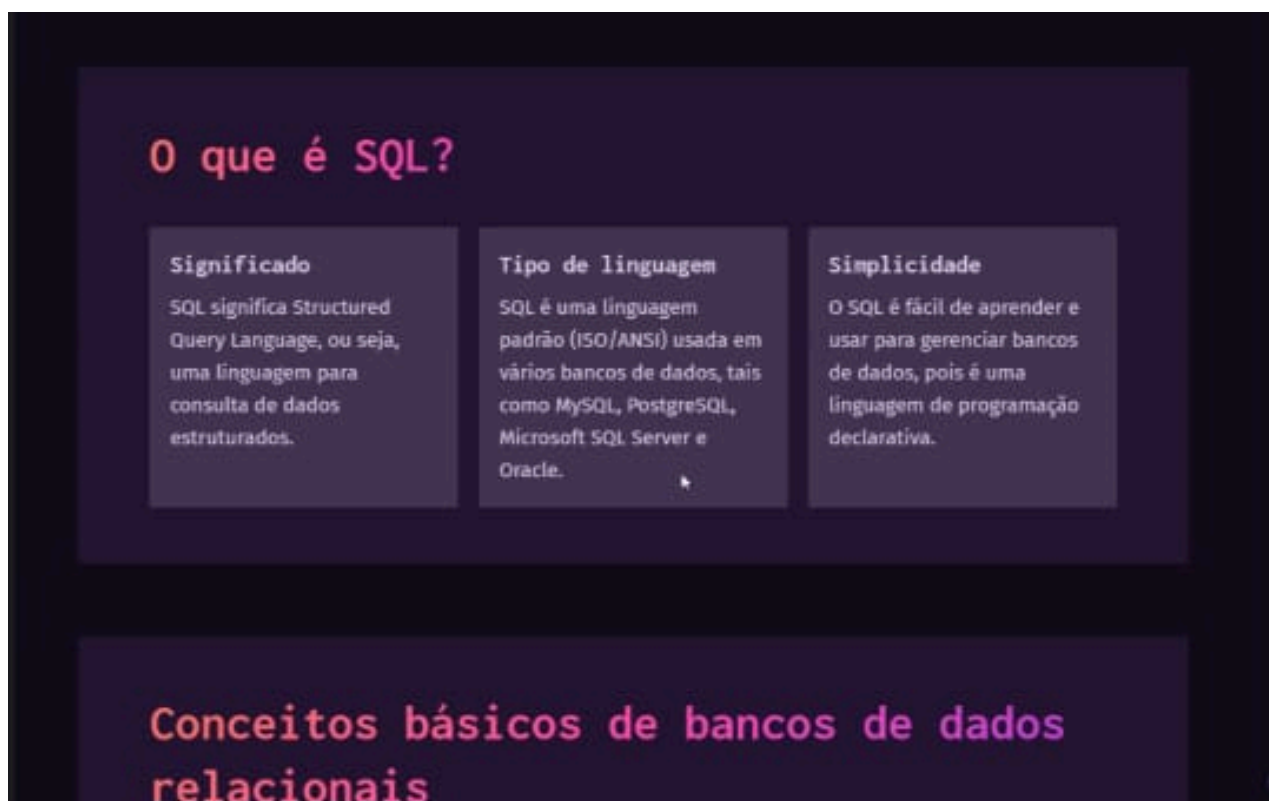 O que é SQL?
Significado
SQL significa Structured
Query Language, ou seja,
uma linguagem para
consulta de dados
estruturados.
Tipo de linguagem
SQL é uma linguagem
padrão (ISO/ANSI) usada em
vários bancos de dados, tais
como MySQL, PostgreSQL,
Microsoft SQL Server e
Oracle.
Simplicidade
O SQL é fácil de aprender e
usar para gerenciar bancos
de dados, pois é uma
linguagem de programação
declarativa.
Conceitos básicos de bancos de dados
relacionais